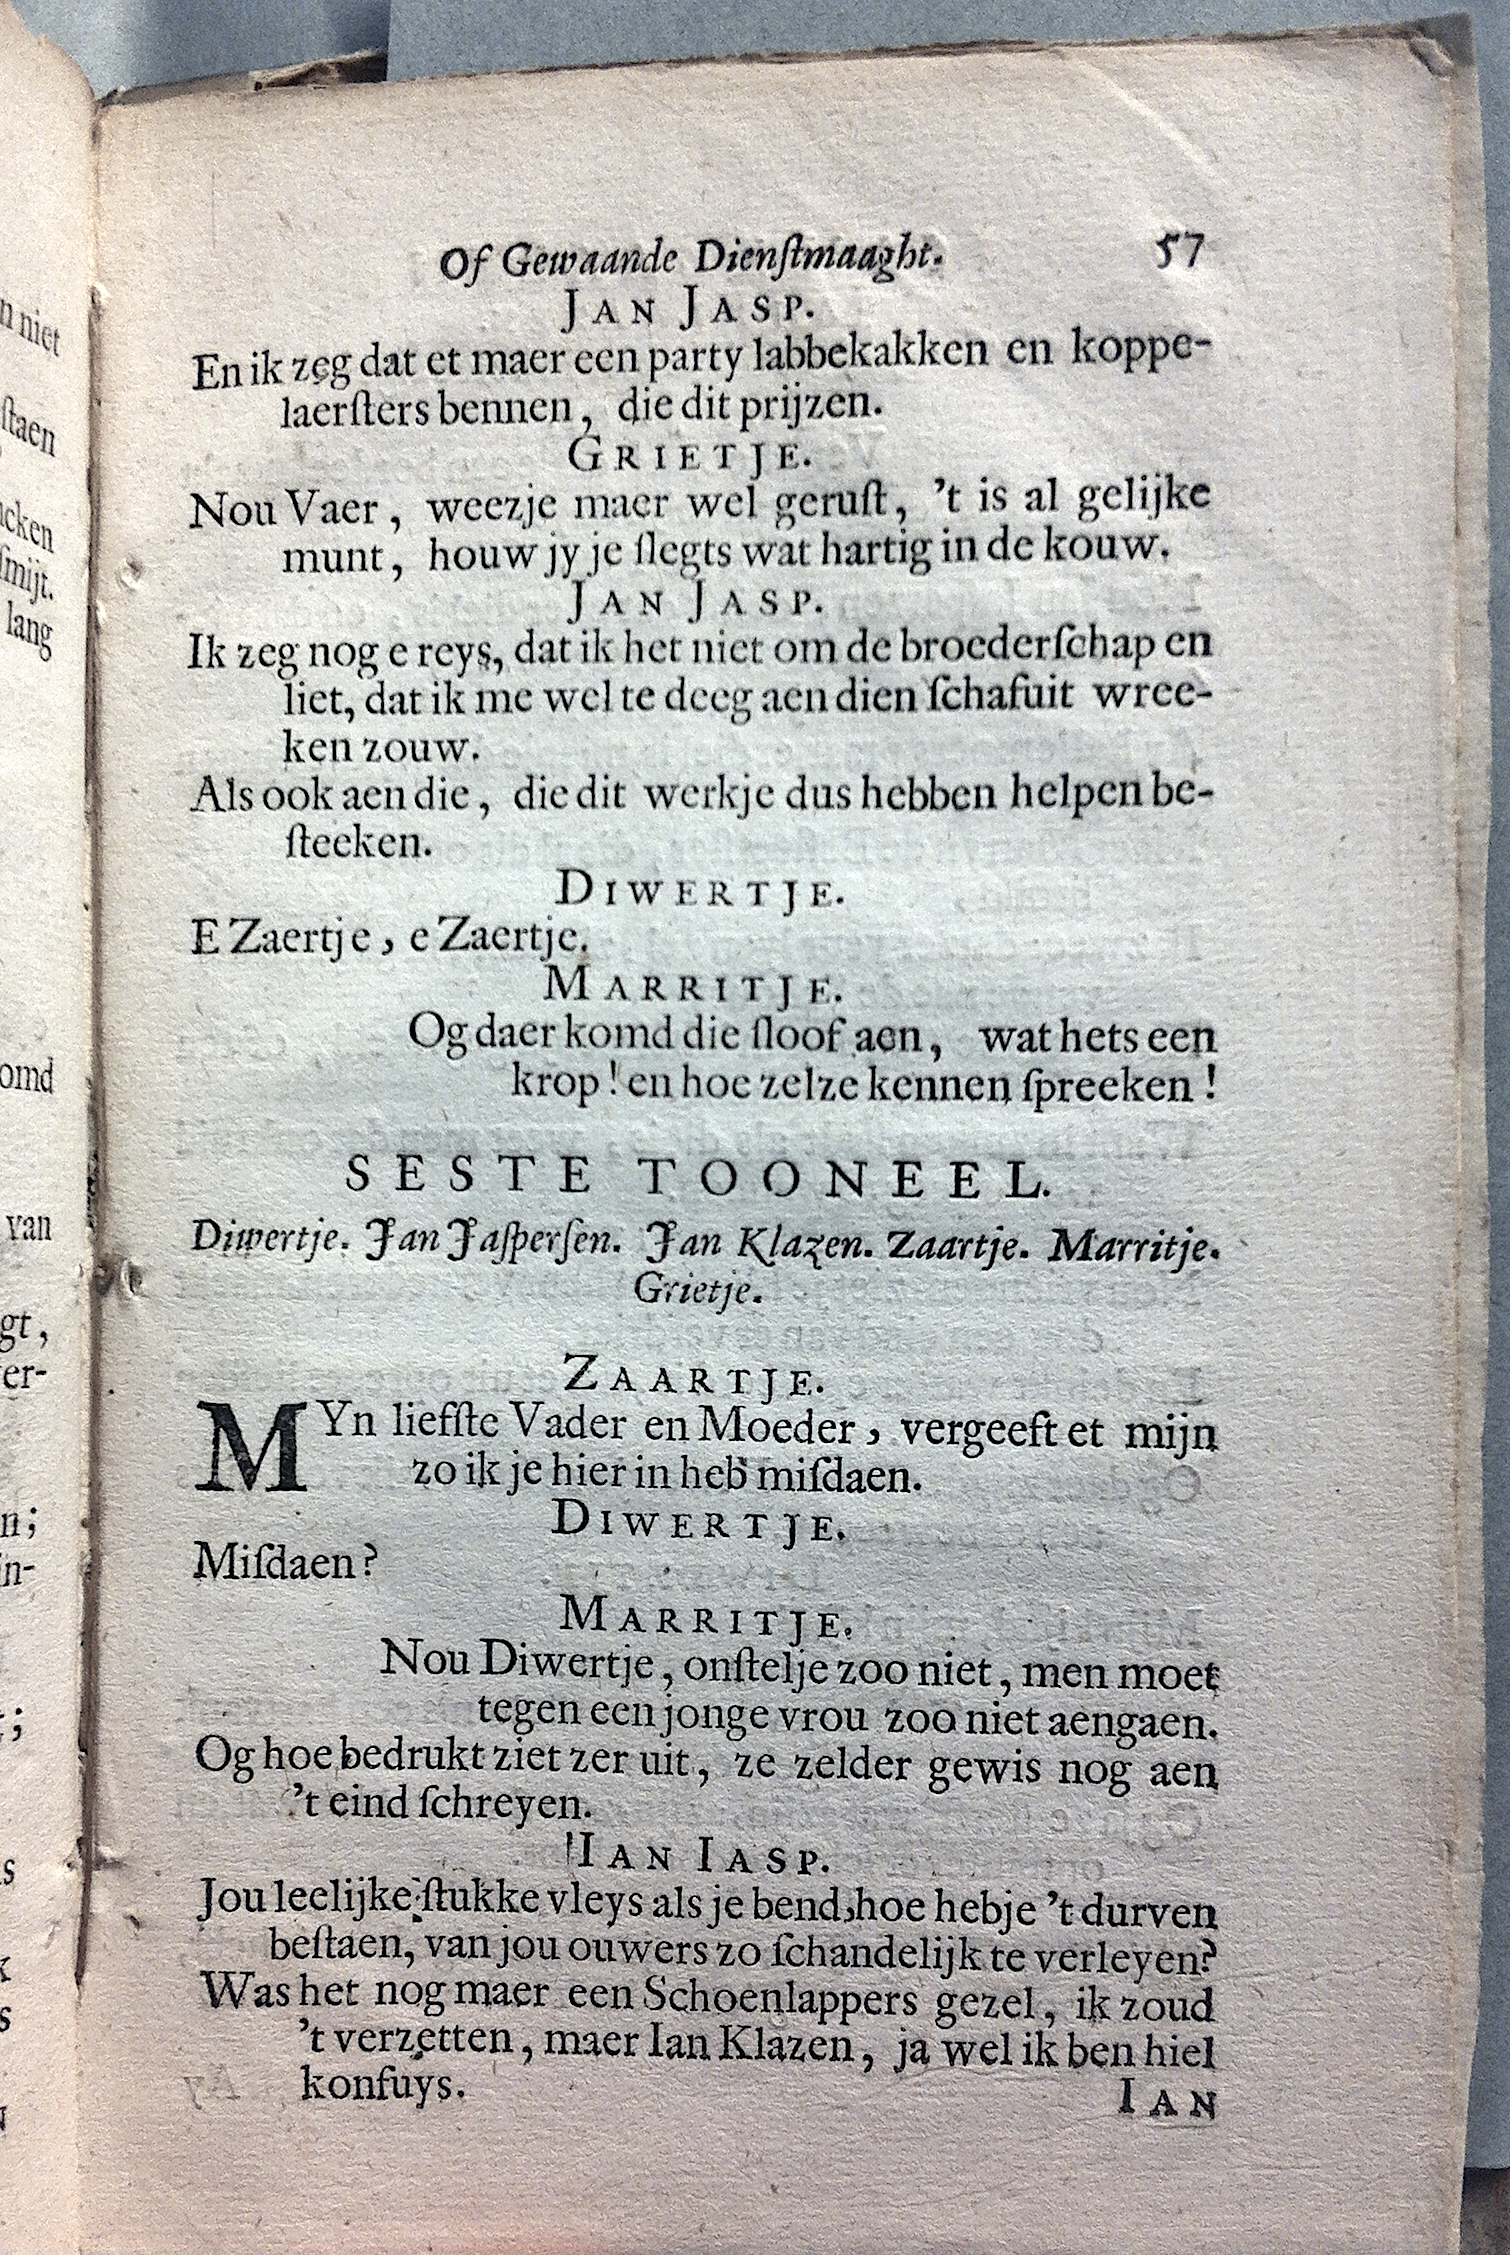 n niet
ſtaen
cken
ſmijt.
lang
omd
van
gt,
er-
n;
in-
;
s
k
s
Of Gewaande Dienſtmaaght. 57
JAN JASP.
En ik zeg dat et maer een party labbekakken en koppe-
laerſters bennen, die dit prijzen.
GRIETJE.
Nou Vaer, weezje maer wel geruſt, 't is al gelijke
munt, houw jy je ſlegts wat hartig in de kouw.
JAN JASP.
Ik zeg nog e reys, dat ik het niet om de broederſchap en
liet, dat ik me wel te deeg aen dien ſchafuit wree-
ken zouw.
Als ook aen die, die dit werkje dus hebben helpen be-
ſteeken.
DIWERTJE.
E Zaertje, e Zaertje.
MARRITJE.
Og daer komd die ſloof aen, wat hets een
krop! en hoe zelze kennen ſpreeken!
SESTE TOONEEL.
Diwertje. Jan Jaſperſen. Jan Klazen. Zaartje. Marritje.
Grietje.
ZAARTJE.
MYn liefſte Vader en Moeder, vergeeft et mijn
zo ik je hier in heb miſdaen.
DIWERTJE.
Miſdaen?
MARRITJE.
Nou Diwertje, onſtelje zoo niet, men moet
tegen een jonge vrou zoo niet aengaen.
Og hoe bedrukt ziet zer uit, ze zelder gewis nog aen
't eind ſchreyen.
IAN IASP.
Jou leelijke ſtukke vleys als je bend, hoe hebje 't durven
beſtaen, van jou ouwers zo ſchandelijk te verleyen?
Was het nog maer een Schoenlappers gezel, ik zoud
't verzetten, maer Ian Klazen, ja wel ik ben hiel
konfuys.
IAN